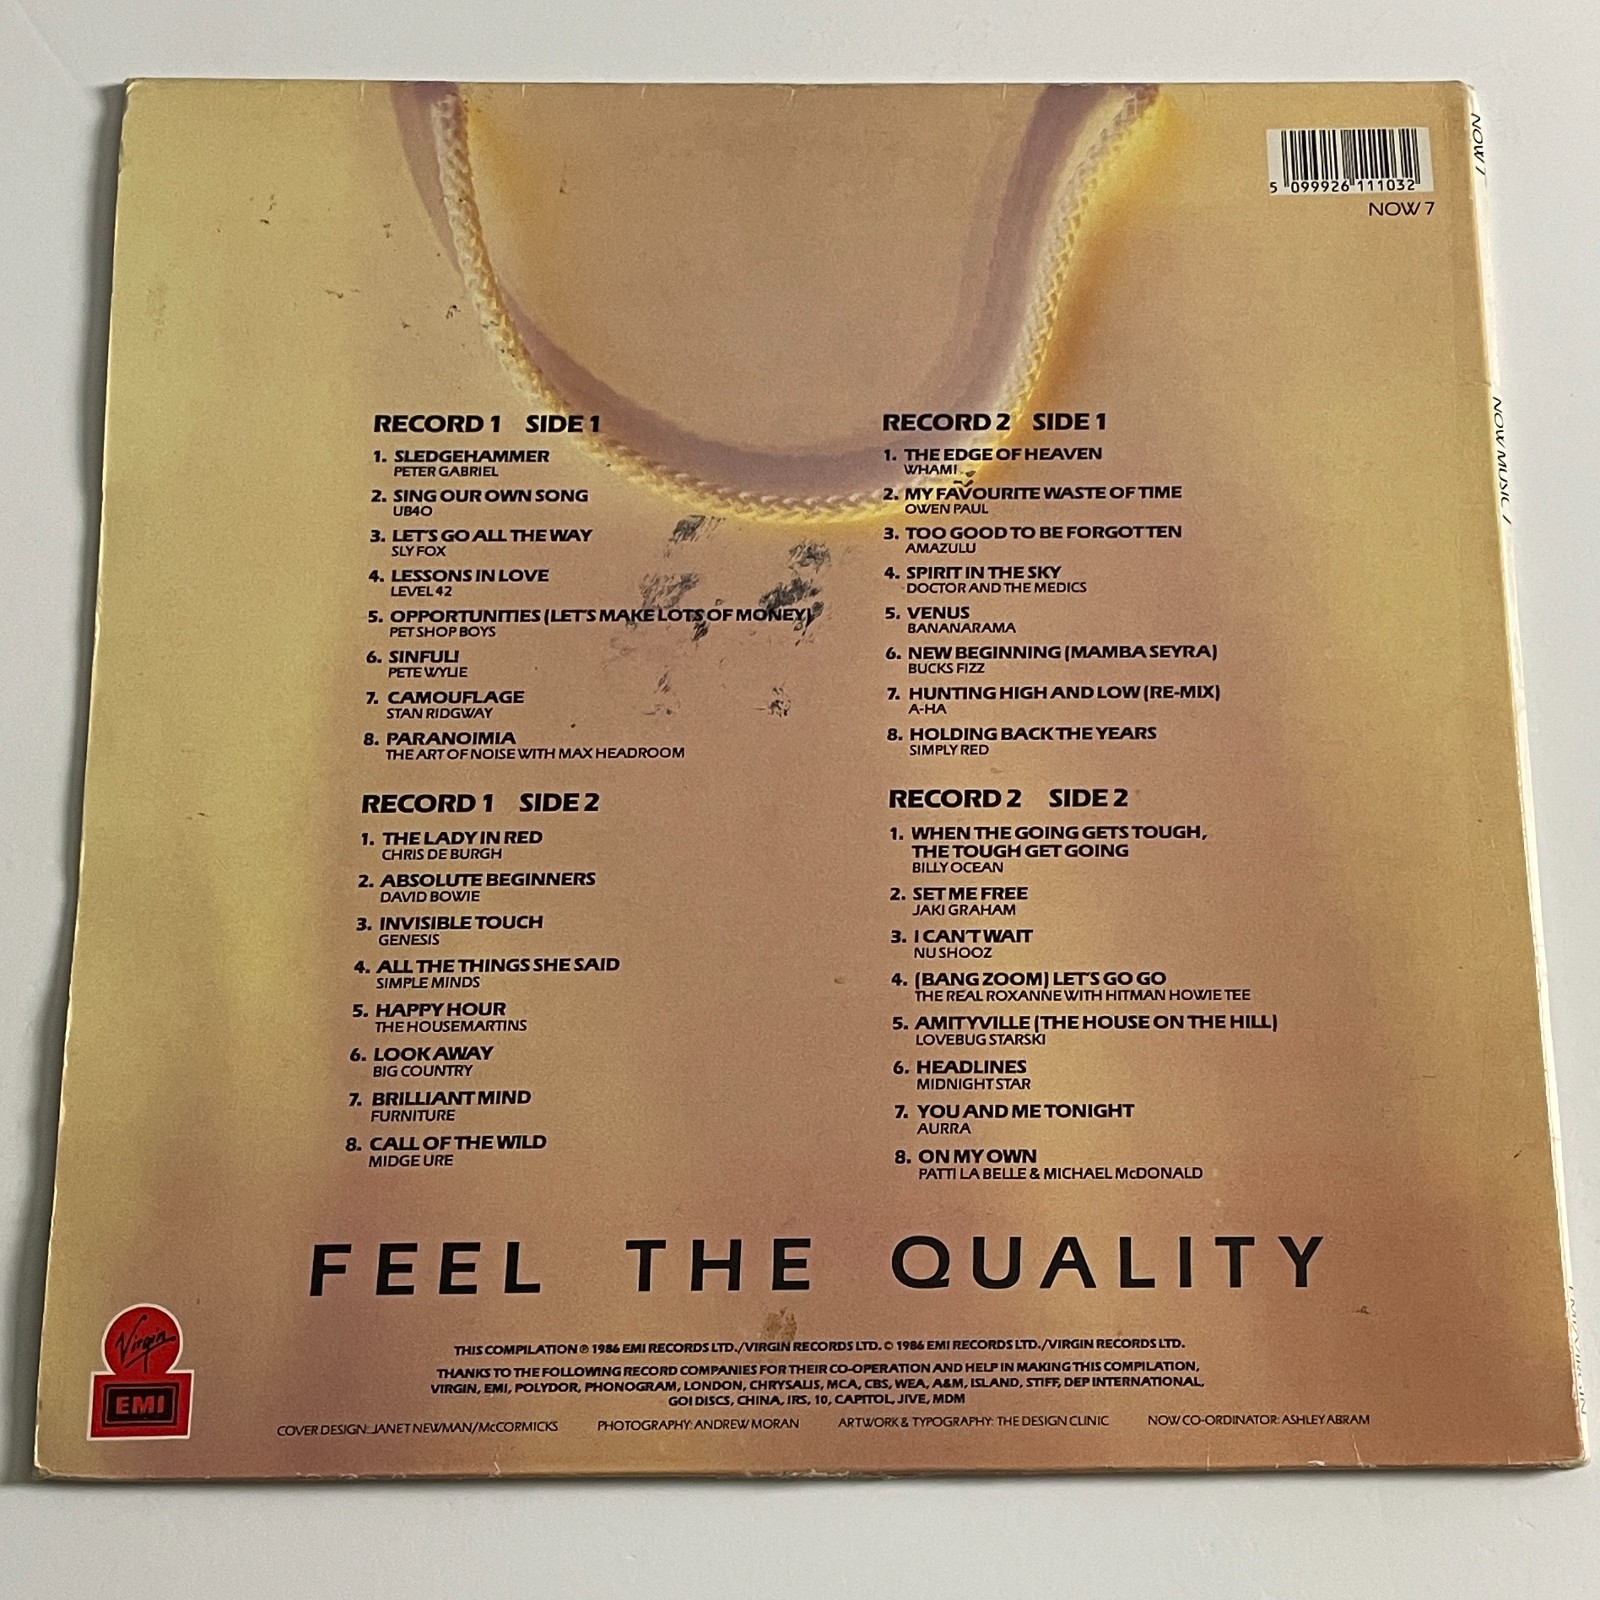 5 099926 111032
NOW 7
NOW 7
NOW MUSIC 7
RECORD 1 SIDE 1
1. SLEDGEHAMMER
PETER GABRIEL
2. SING OUR OWN SONG
UB40
3. LET'S GO ALL THE WAY
SLY FOX
4. LESSONS IN LOVE
LEVEL 42
5. OPPORTUNITIES (LET'S MAKE LOTS OF MONEY)
PET SHOP BOYS
6. SINFUL!
PETE WYLIE
7. CAMOUFLAGE
STAN RIDGWAY
8. PARANOIMIA
THE ART OF NOISE WITH MAX HEADROOM
RECORD 1 SIDE 2
1. THE LADY IN RED
CHRIS DE BURGH
2. ABSOLUTE BEGINNERS
DAVID BOWIE
3. INVISIBLE TOUCH
GENESIS
4. ALL THE THINGS SHE SAID
SIMPLE MINDS
5. HAPPY HOUR
THE HOUSEMARTINS
6. LOOK AWAY
BIG COUNTRY
7. BRILLIANT MIND
FURNITURE
8. CALL OF THE WILD
MIDGE URE
RECORD 2 SIDE 1
1. THE EDGE OF HEAVEN
WHAM!
2. MY FAVOURITE WASTE OF TIME
OWEN PAUL
3. TOO GOOD TO BE FORGOTTEN
AMAZULU
4. SPIRIT IN THE SKY
DOCTOR AND THE MEDICS
5. VENUS
BANANARAMA
6. NEW BEGINNING (MAMBA SEYRA)
BUCKS FIZZ
7. HUNTING HIGH AND LOW (RE-MIX)
A-HA
8. HOLDING BACK THE YEARS
SIMPLY RED
RECORD 2 SIDE 2
1. WHEN THE GOING GETS TOUGH,
THE TOUGH GET GOING
BILLY OCEAN
2. SET ME FREE
JAKI GRAHAM
3. I CAN'T WAIT
NU SHOOZ
4. (BANG ZOOM) LET'S GO GO
THE REAL ROXANNE WITH HITMAN HOWIE TEE
5. AMITYVILLE (THE HOUSE ON THE HILL)
LOVEBUG STARSKI
6. HEADLINES
MIDNIGHT STAR
7. YOU AND ME TONIGHT
AURRA
8. ON MY OWN
PATTI LA BELLE & MICHAEL McDONALD
FEEL THE QUALITY
Virgin
EMI
THIS COMPILATION ℗ 1986 EMI RECORDS LTD./VIRGIN RECORDS LTD. © 1986 EMI RECORDS LTD./VIRGIN RECORDS LTD.
THANKS TO THE FOLLOWING RECORD COMPANIES FOR THEIR CO-OPERATION AND HELP IN MAKING THIS COMPILATION,
VIRGIN, EMI, POLYDOR, PHONOGRAM, LONDON, CHRYSALIS, MCA, CBS, WEA, A&M, ISLAND, STIFF, DEP INTERNATIONAL,
GO! DISCS, CHINA, IRS, 10, CAPITOL, JIVE, MDM
COVER DESIGN: JANET NEWMAN/McCORMICKS PHOTOGRAPHY: ANDREW MORAN ARTWORK & TYPOGRAPHY: THE DESIGN CLINIC NOW CO-ORDINATOR: ASHLEY ABRAM